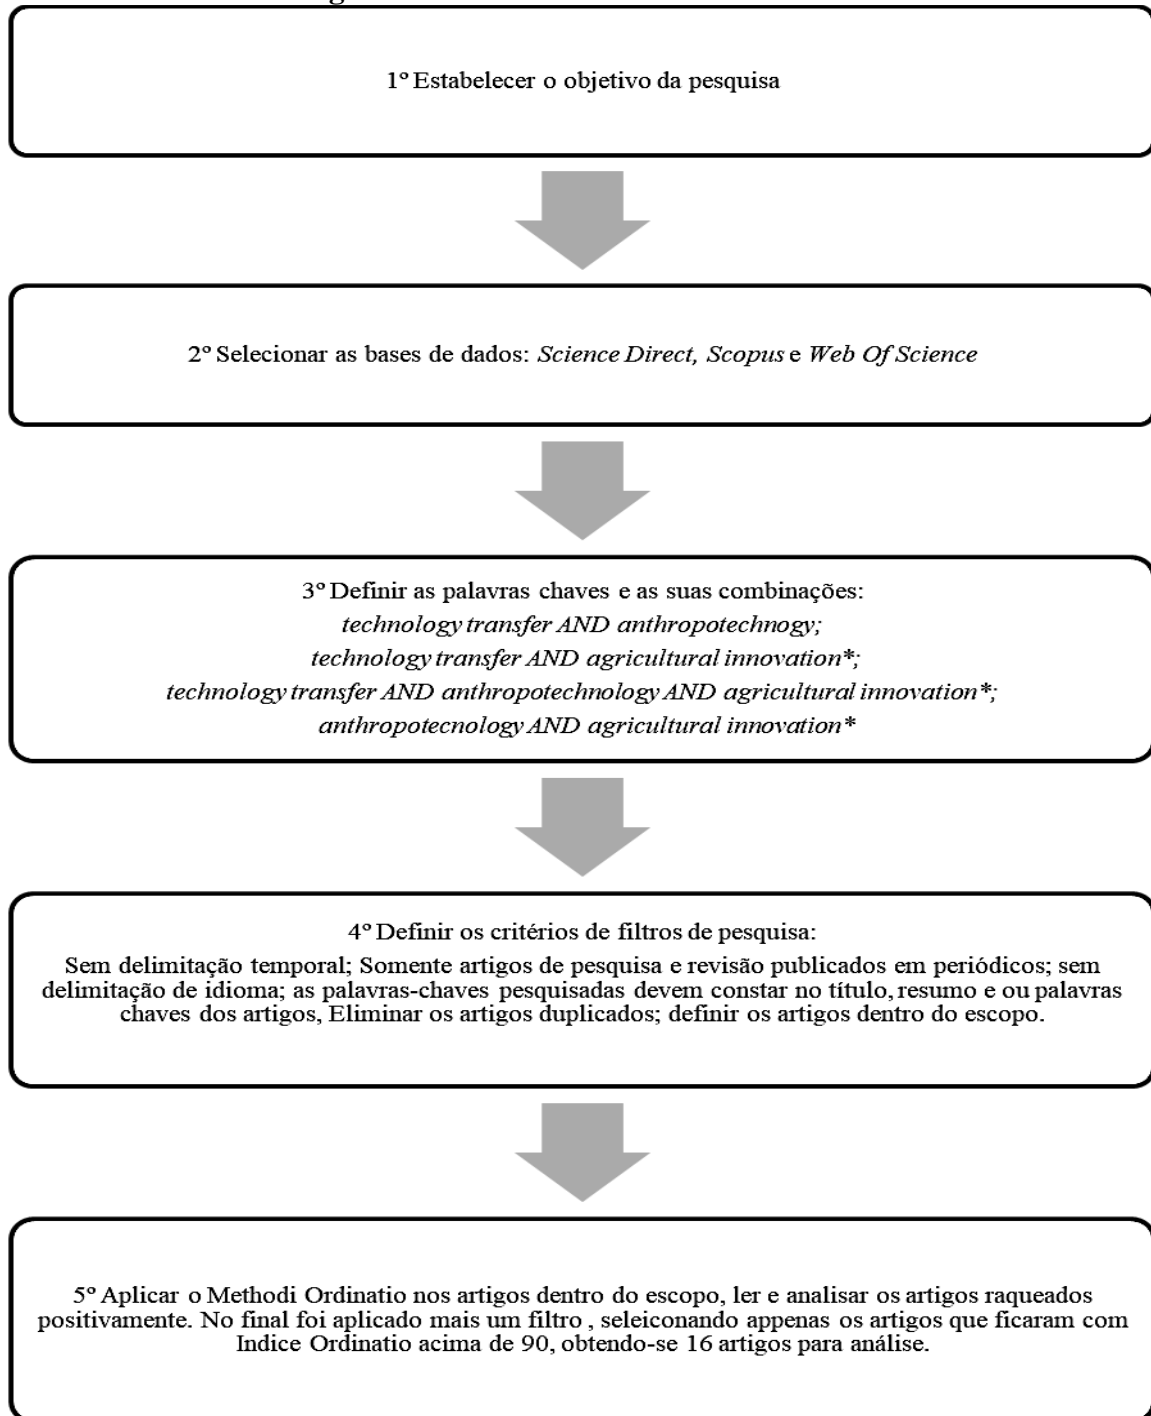 1º Estabelecer o objetivo da pesquisa
2º Selecionar as bases de dados: Science Direct, Scopus e Web Of Science
3º Definir as palavras chaves e as suas combinações:
technology transfer AND anthropotechnogy;
technology transfer AND agricultural innovation*;
technology transfer AND anthropotechnology AND agricultural innovation*;
anthropotecnology AND agricultural innovation*
4º Definir os critérios de filtros de pesquisa:
Sem delimitação temporal; Somente artigos de pesquisa e revisão publicados em periódicos; sem
delimitação de idioma; as palavras-chaves pesquisadas devem constar no título, resumo e ou palavras
chaves dos artigos, Eliminar os artigos duplicados; definir os artigos dentro do escopo.
5º Aplicar o Methodi Ordinatio nos artigos dentro do escopo, ler e analisar os artigos raqueados
positivamente. No final foi aplicado mais um filtro , seleiconando appenas os artigos que ficaram com
Indice Ordinatio acima de 90, obtendo-se 16 artigos para análise.